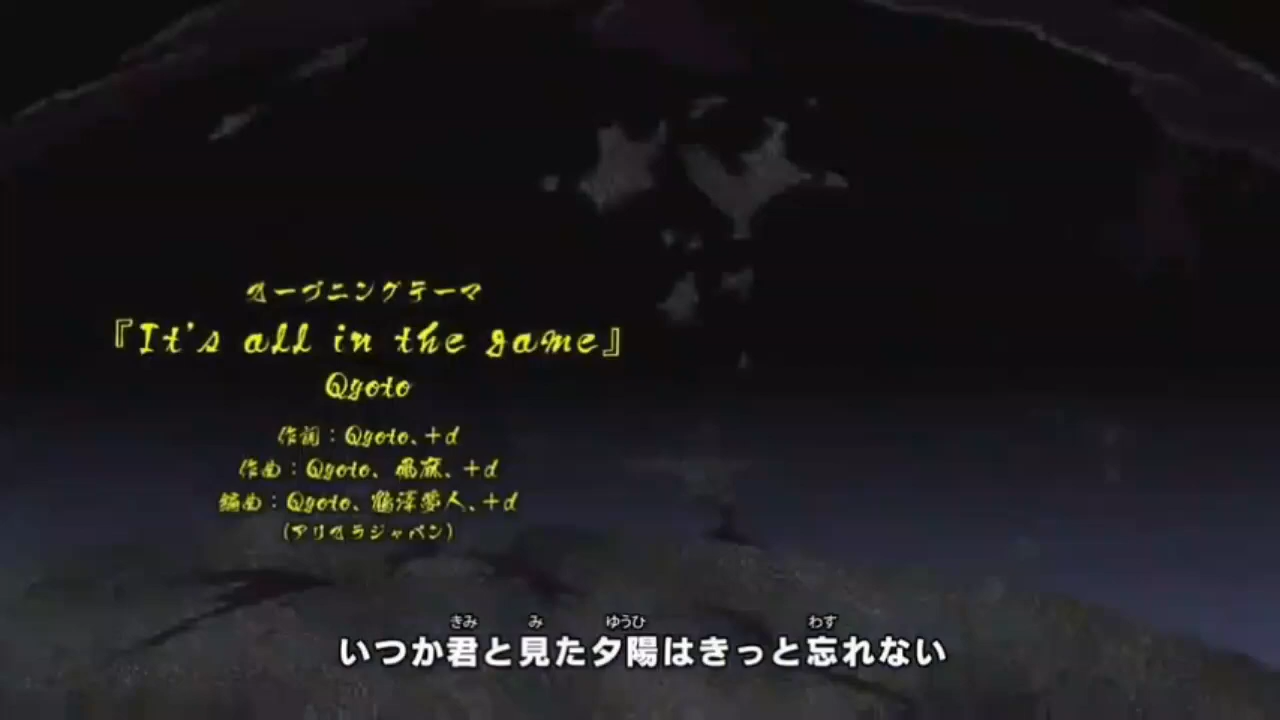 オープニングテーマ
『It's all in the game』
Qyoto
作詞：Qyoto、+d
作曲：Qyoto、飛蘭、+d
編曲：Qyoto、鶴澤夢人、+d
(アリオラジャパン)
きみ み ゆうひ わす
いつか君と見た夕陽はきっと忘れない